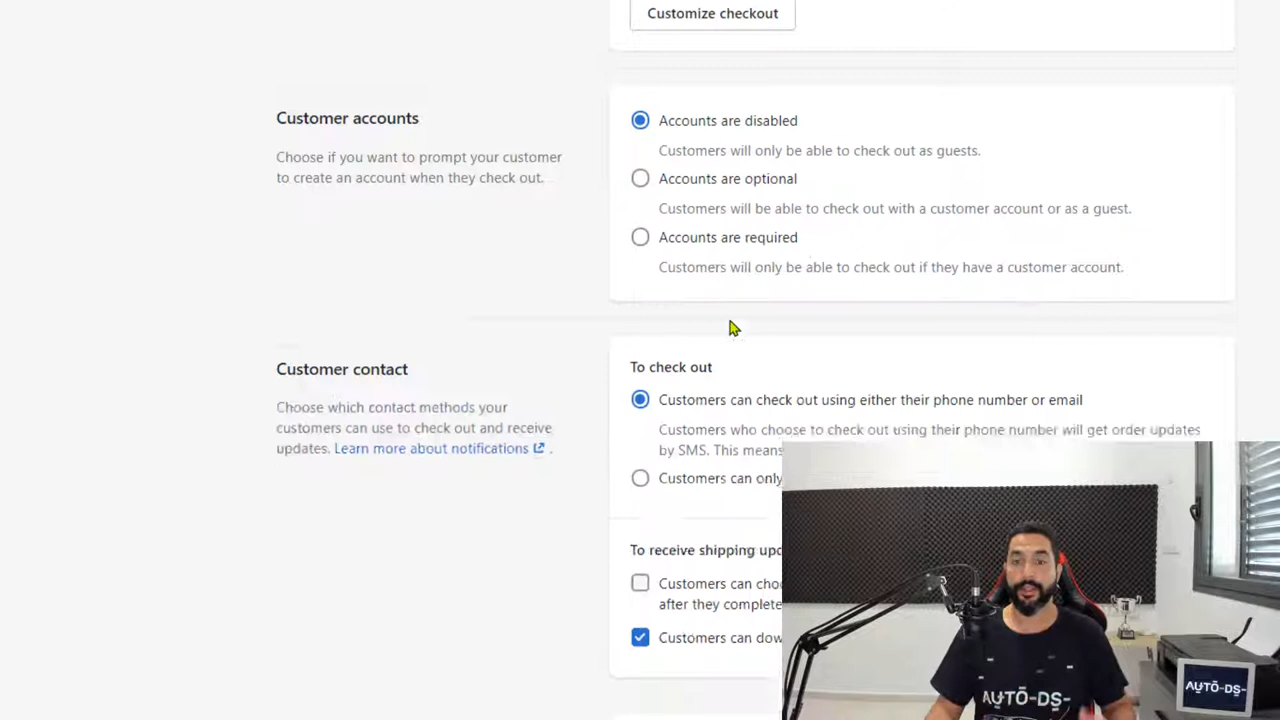 Customize checkout
Customer accounts
Choose if you want to prompt your customer
to create an account when they check out.
Accounts are disabled
Customers will only be able to check out as guests.
Accounts are optional
Customers will be able to check out with a customer account or as a guest.
Accounts are required
Customers will only be able to check out if they have a customer account.
Customer contact
Choose which contact methods your
customers can use to check out and receive
updates. Learn more about notifications .
To check out
Customers can check out using either their phone number or email
Customers who choose to check out using their phone number will get order updates
by SMS. This means
Customers can only
To receive shipping
Customers can
after they complete
Customers can
AUTO-DS-
AUTO-DS-